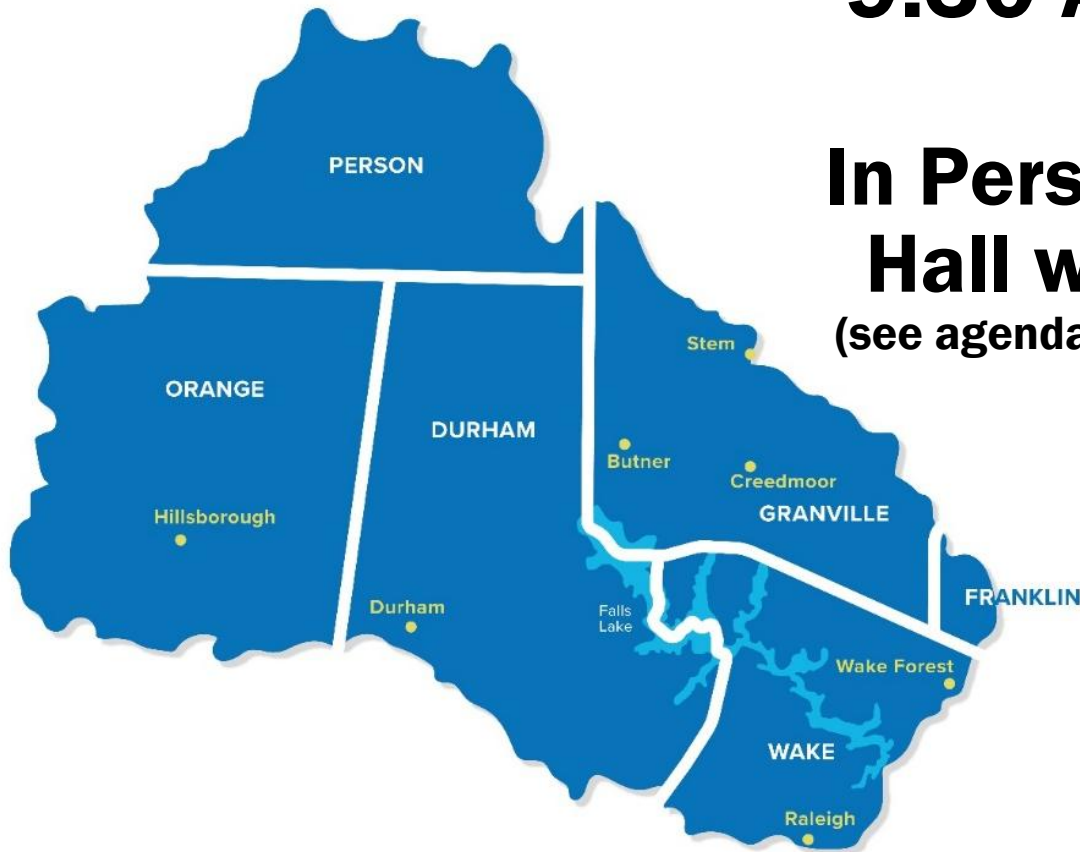 In Pers
Hall w
(see agenda
PERSON
Stem
ORANGE
DURHAM
Butner
Creedmoor
GRANVILLE
Hillsborough
FRANKLIN
Durham
Falls
Lake
Wake Forest
WAKE
Raleigh